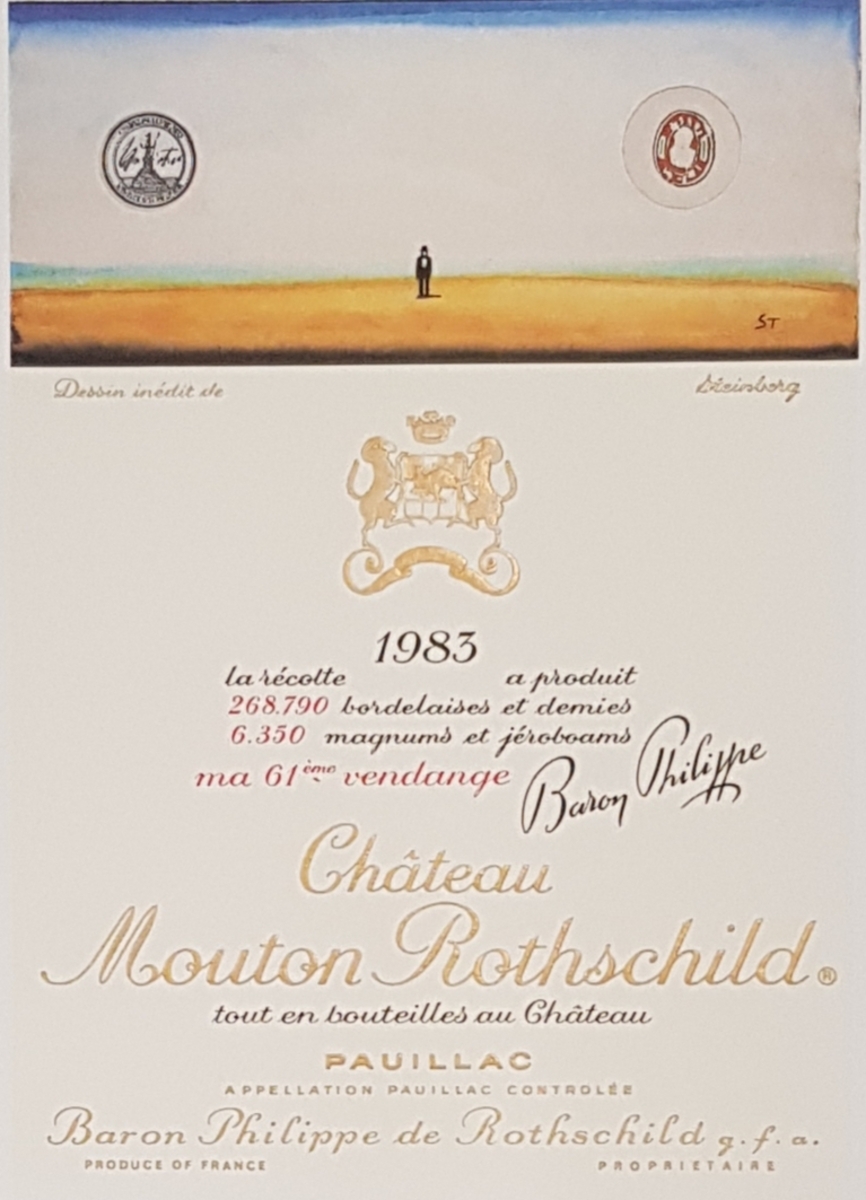 ST
Dessin inédit de Steinberg
1983
la récolte a produit
268.790 bordelaises et demies
6.350 magnums et jéroboams
ma 61ème vendange Baron Philippe
Château
Mouton Rothschild®
tout en bouteilles au Château
PAUILLAC
APPELLATION PAUILLAC CONTROLÉE
Baron Philippe de Rothschild g.f.a.
PRODUCE OF FRANCE PROPRIETAIRE